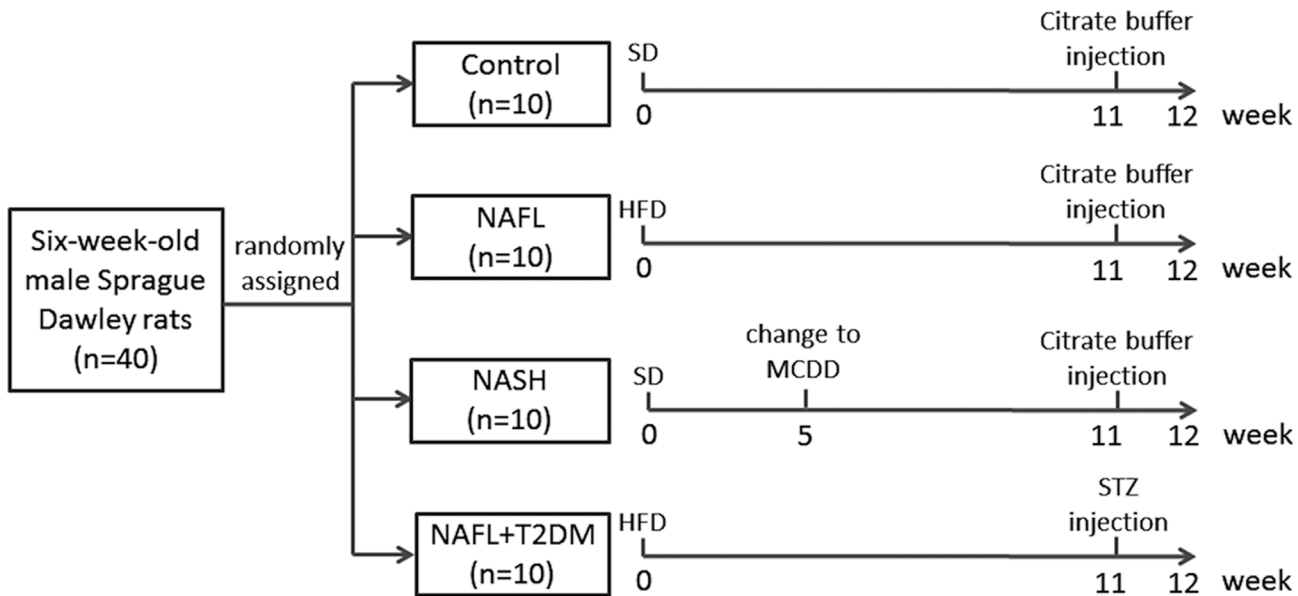 Six-week-old
male Sprague
Dawley rats
(n=40)
randomly
assigned
Control
(n=10)
SD
0
Citrate buffer
injection
11
12
week
NAFL
(n=10)
HFD
0
Citrate buffer
injection
11
12
week
NASH
(n=10)
SD
0
change to
MCDD
5
Citrate buffer
injection
11
12
week
NAFL+T2DM
(n=10)
HFD
0
STZ
injection
11
12
week